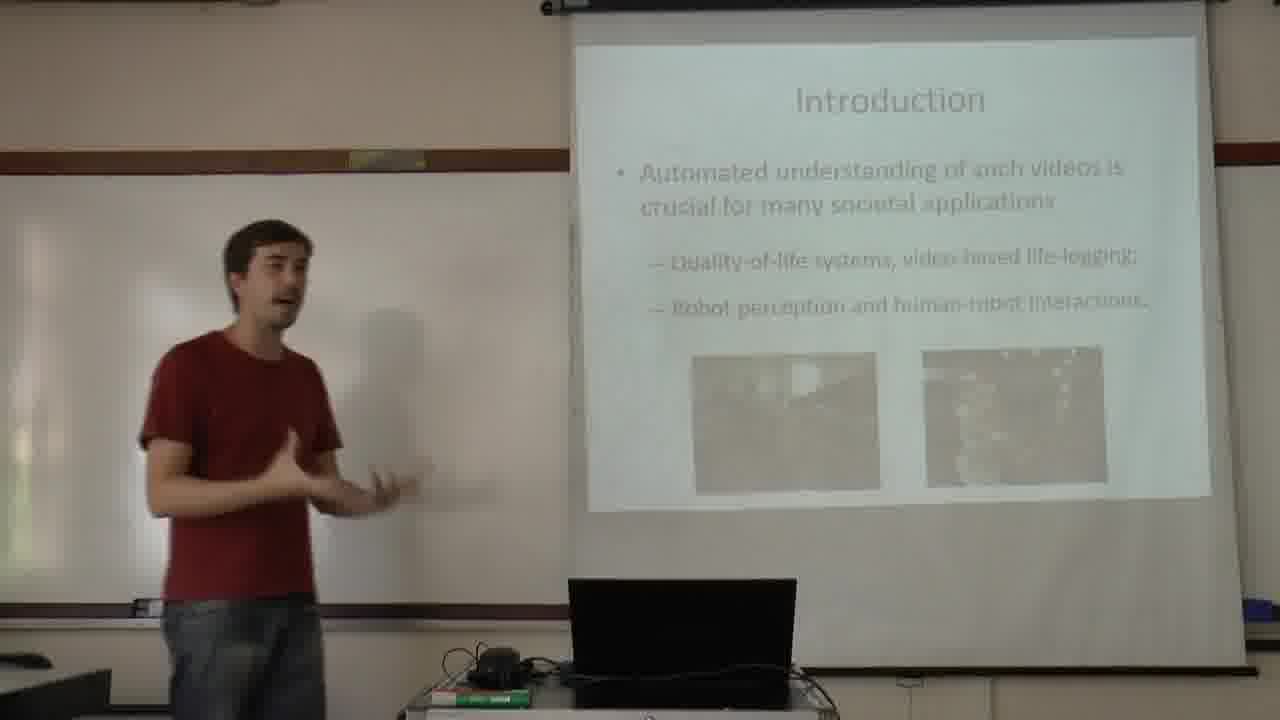 Introduction
• Automated understanding of such videos is
crucial for many societal applications
– Quality-of-life systems, video-based life-logging;
– Robot perception and human-robot interactions.